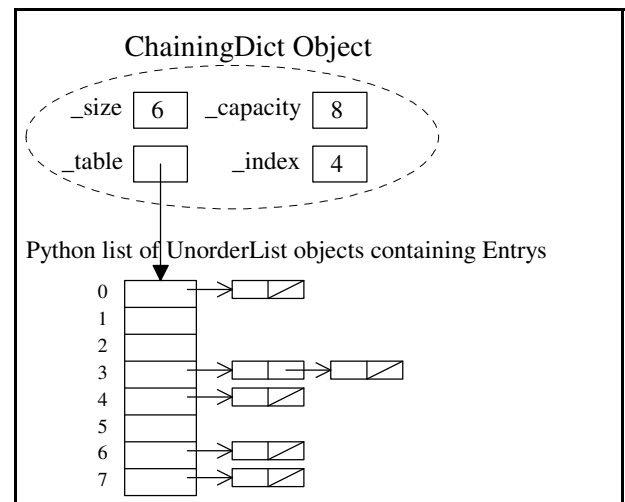 ChainingDict Object
_size 6 _capacity 8
_table _index 4
Python list of UnorderList objects containing Entrys
0
1
2
3
4
5
6
7